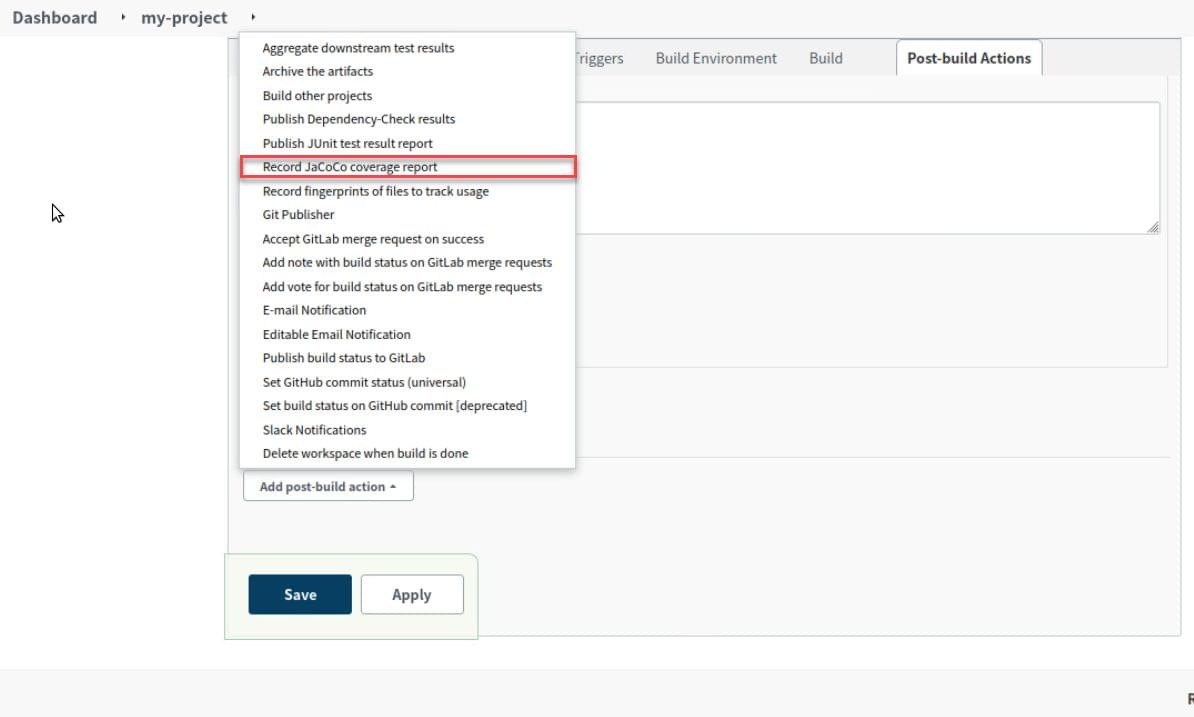 Dashboard
my-project
Triggers
Build Environment
Build
Post-build Actions
Aggregate downstream test results
Archive the artifacts
Build other projects
Publish Dependency-Check results
Publish JUnit test result report
Record JaCoCo coverage report
Record fingerprints of files to track usage
Git Publisher
Accept GitLab merge request on success
Add note with build status on GitLab merge requests
Add vote for build status on GitLab merge requests
E-mail Notification
Editable Email Notification
Publish build status to GitLab
Set GitHub commit status (universal)
Set build status on GitHub commit [deprecated]
Slack Notifications
Delete workspace when build is done
Add post-build action
Save
Apply